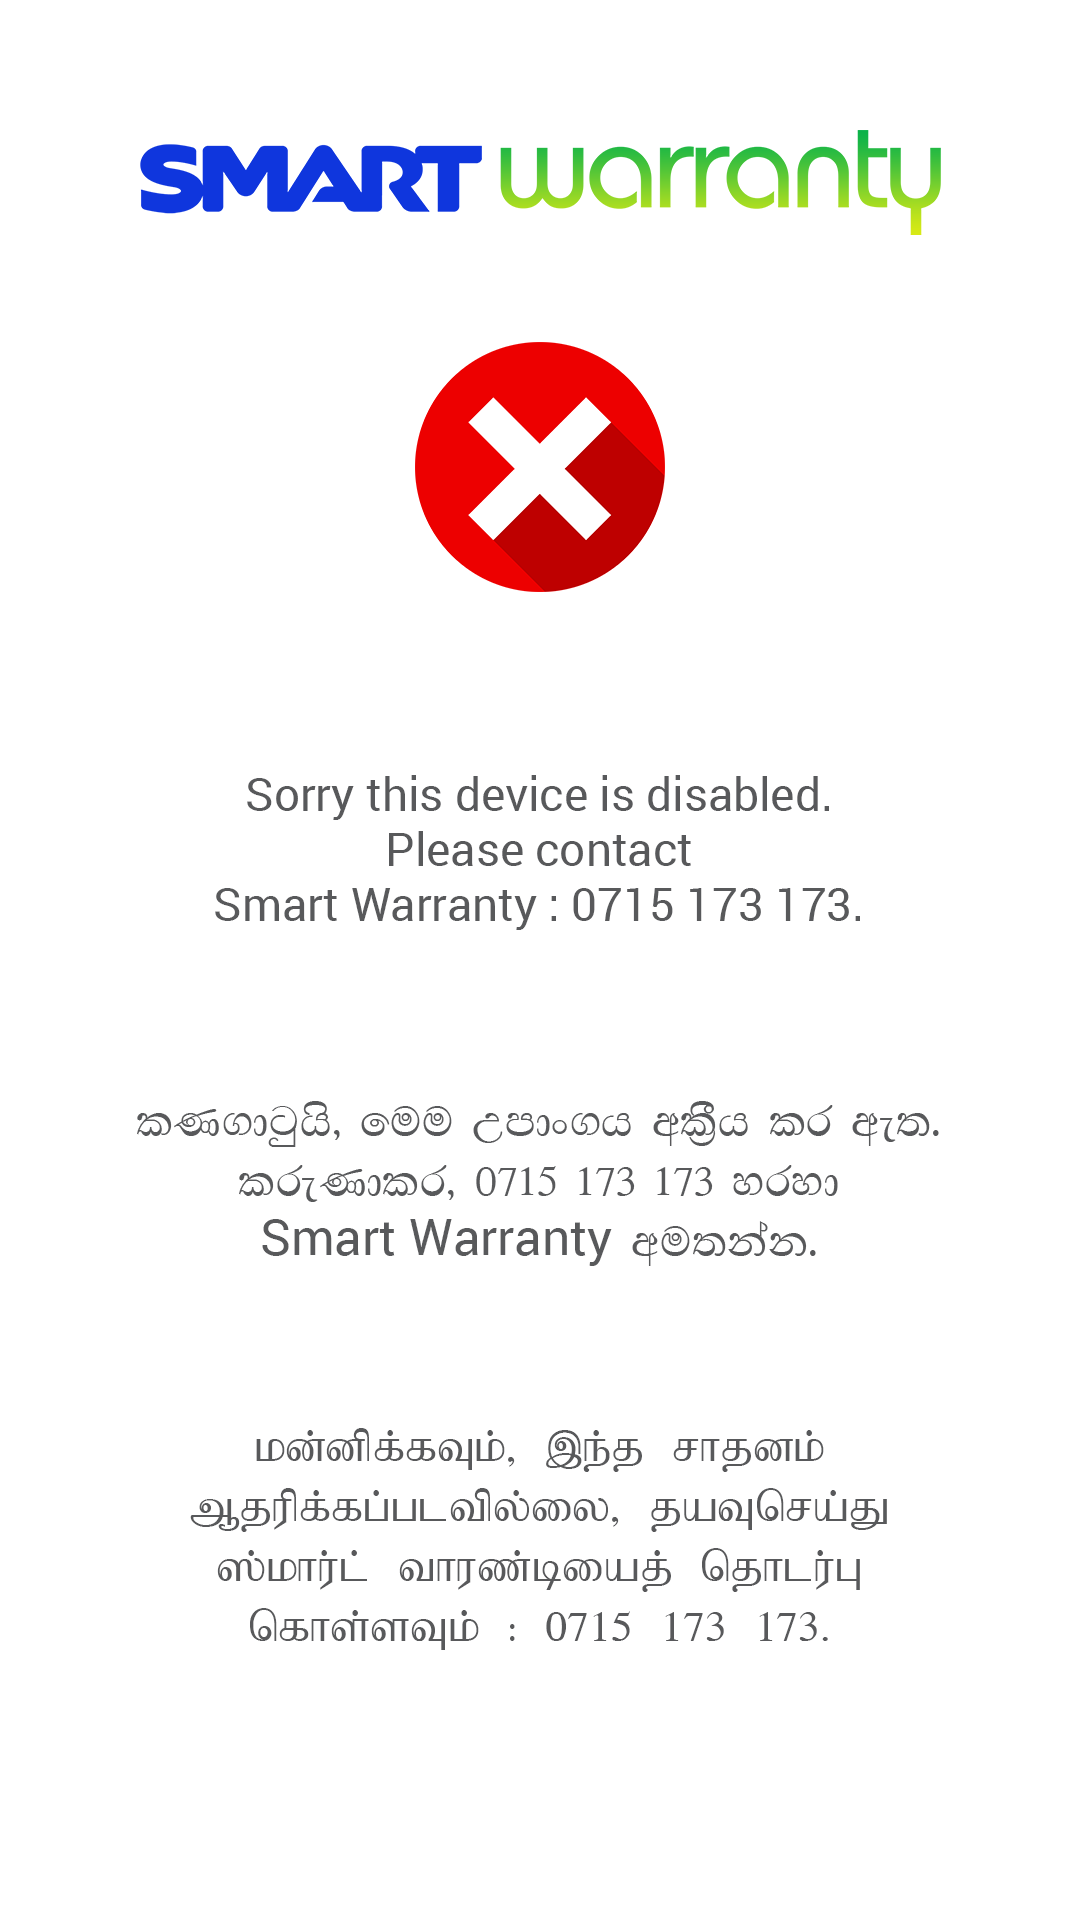 SMART warranty
Sorry this device is disabled.
Please contact
Smart Warranty : 0715 173 173.
කණගාටුයි, මෙම උපාංගය අක්‍රීය කර ඇත.
කරුණාකර, 0715 173 173 හරහා
Smart Warranty අමතන්න.
மன்னிக்கவும், இந்த சாதனம்
ஆதரிக்கப்படவில்லை, தயவுசெய்து
ஸ்மார்ட் வாரண்டியைத் தொடர்பு
கொள்ளவும் : 0715 173 173.